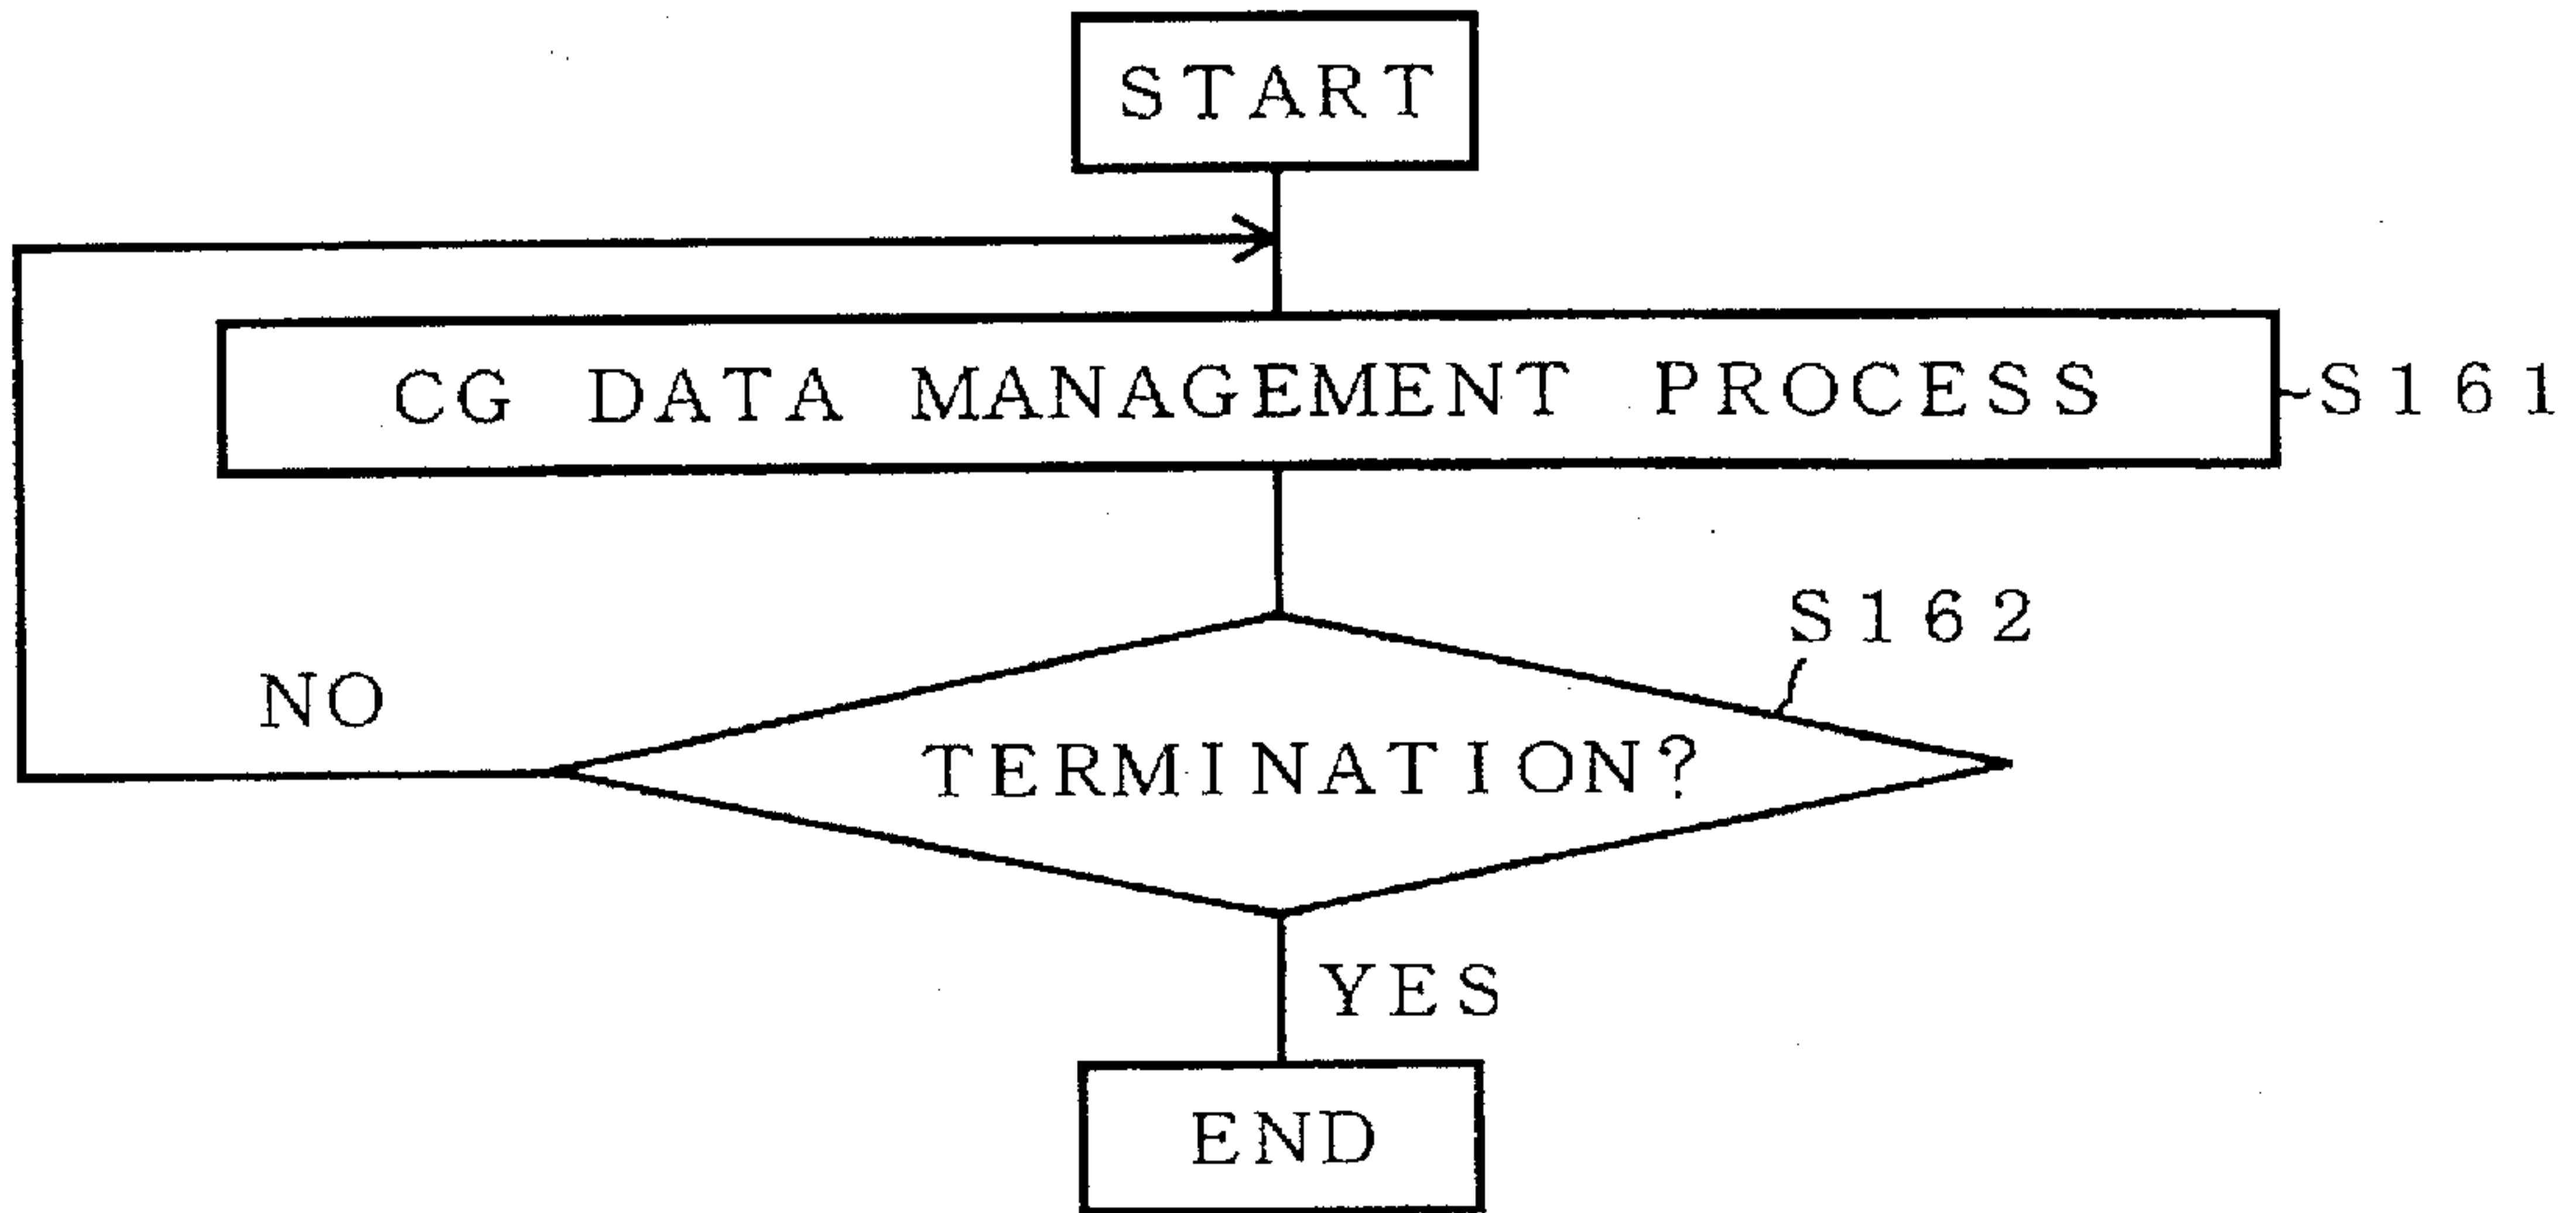 START
CG DATA MANAGEMENT PROCESS
S161
S162
NO
TERMINATION?
YES
END